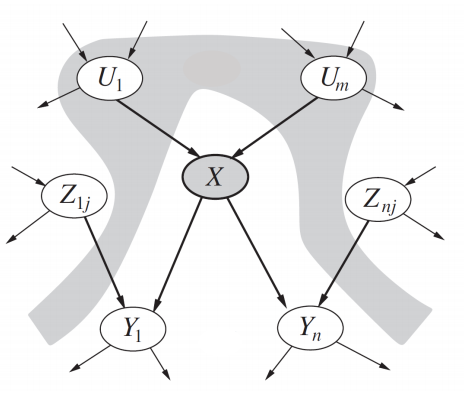 U1 Um
X
Z1j Znj
Y1 Yn